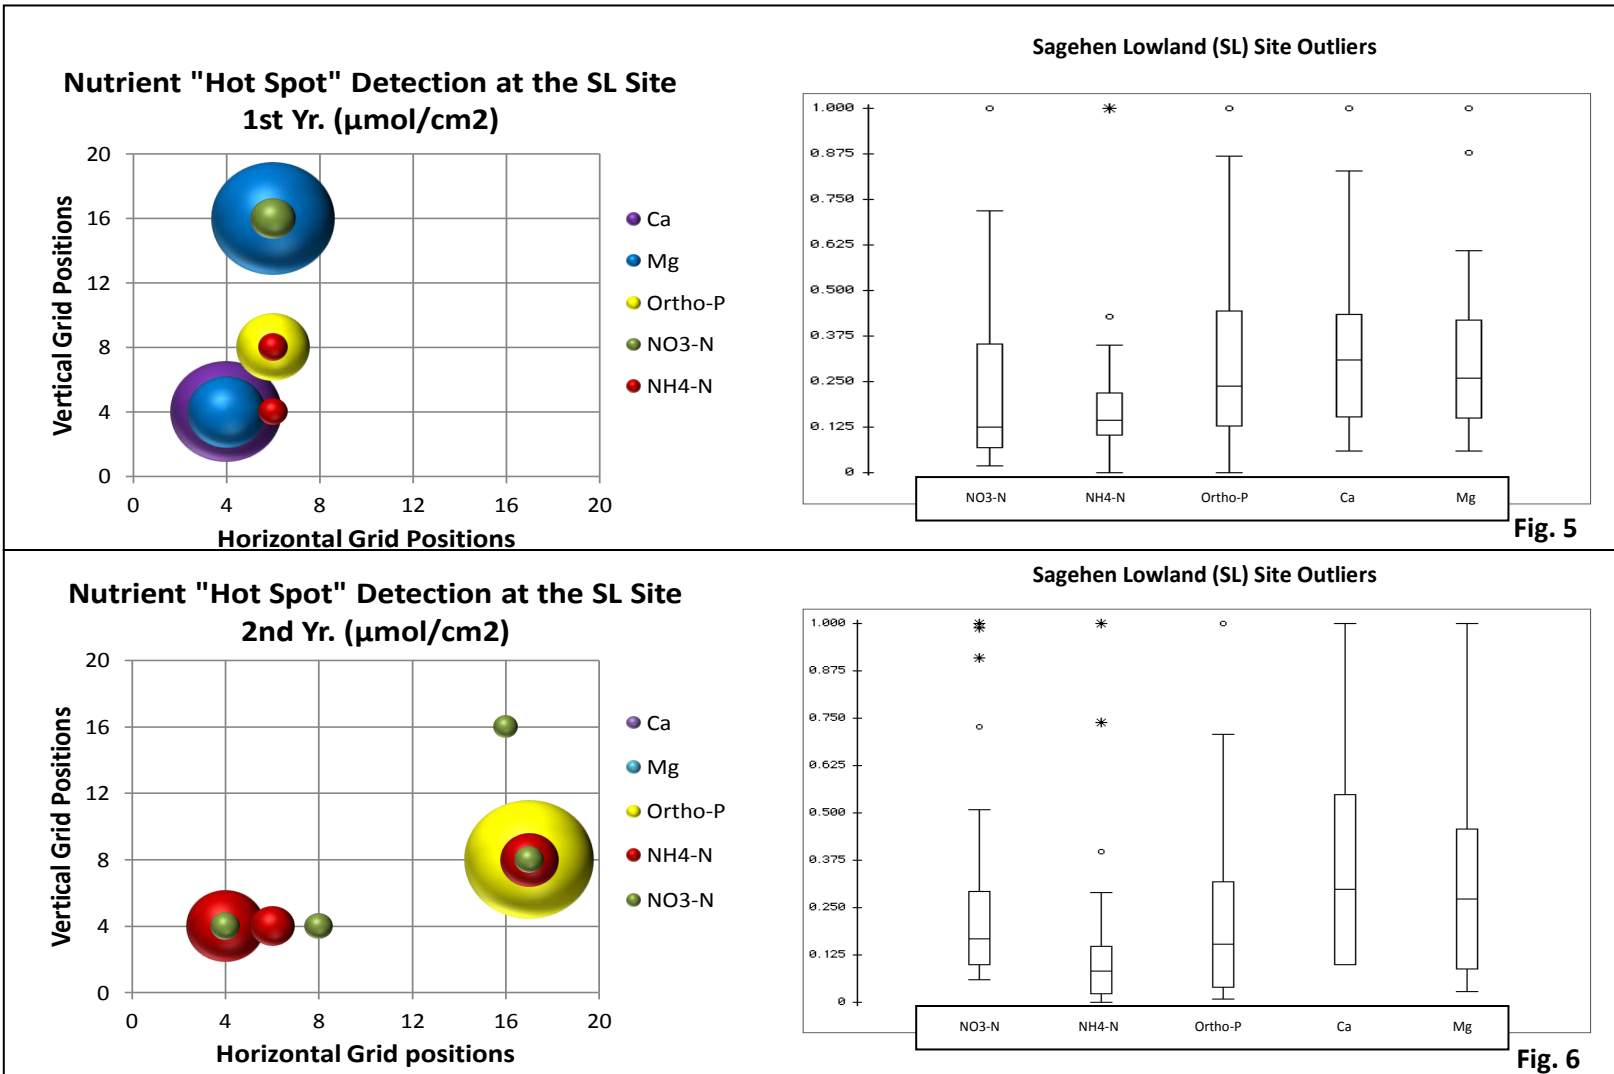 Nutrient "Hot Spot" Detection at the SL Site
1st Yr. (µmol/cm2)
20
16
12
8
4
0
0 4 8 12 16 20
Vertical Grid Positions
Horizontal Grid Positions
Ca
Mg
Ortho-P
NO3-N
NH4-N
Sagehen Lowland (SL) Site Outliers
1.000
0.875
0.750
0.625
0.500
0.375
0.250
0.125
0
NO3-N NH4-N Ortho-P Ca Mg
Fig. 5
Nutrient "Hot Spot" Detection at the SL Site
2nd Yr. (µmol/cm2)
20
16
12
8
4
0
0 4 8 12 16 20
Vertical Grid Positions
Horizontal Grid positions
Ca
Mg
Ortho-P
NH4-N
NO3-N
Sagehen Lowland (SL) Site Outliers
1.000
0.875
0.750
0.625
0.500
0.375
0.250
0.125
0
NO3-N NH4-N Ortho-P Ca Mg
Fig. 6